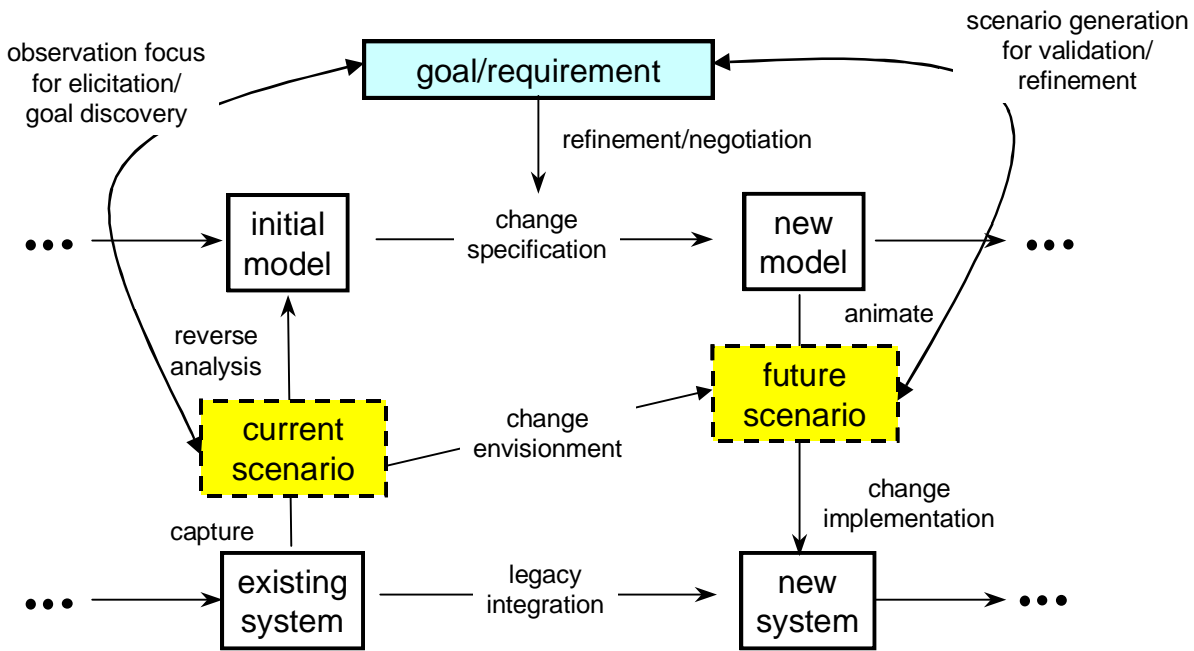 observation focus
for elicitation/
goal discovery
goal/requirement
scenario generation
for validation/
refinement
refinement/negotiation
•••
initial
model
change
specification
new
model
•••
reverse
analysis
animate
current
scenario
change
envisionment
future
scenario
capture
change
implementation
•••
existing
system
legacy
integration
new
system
•••